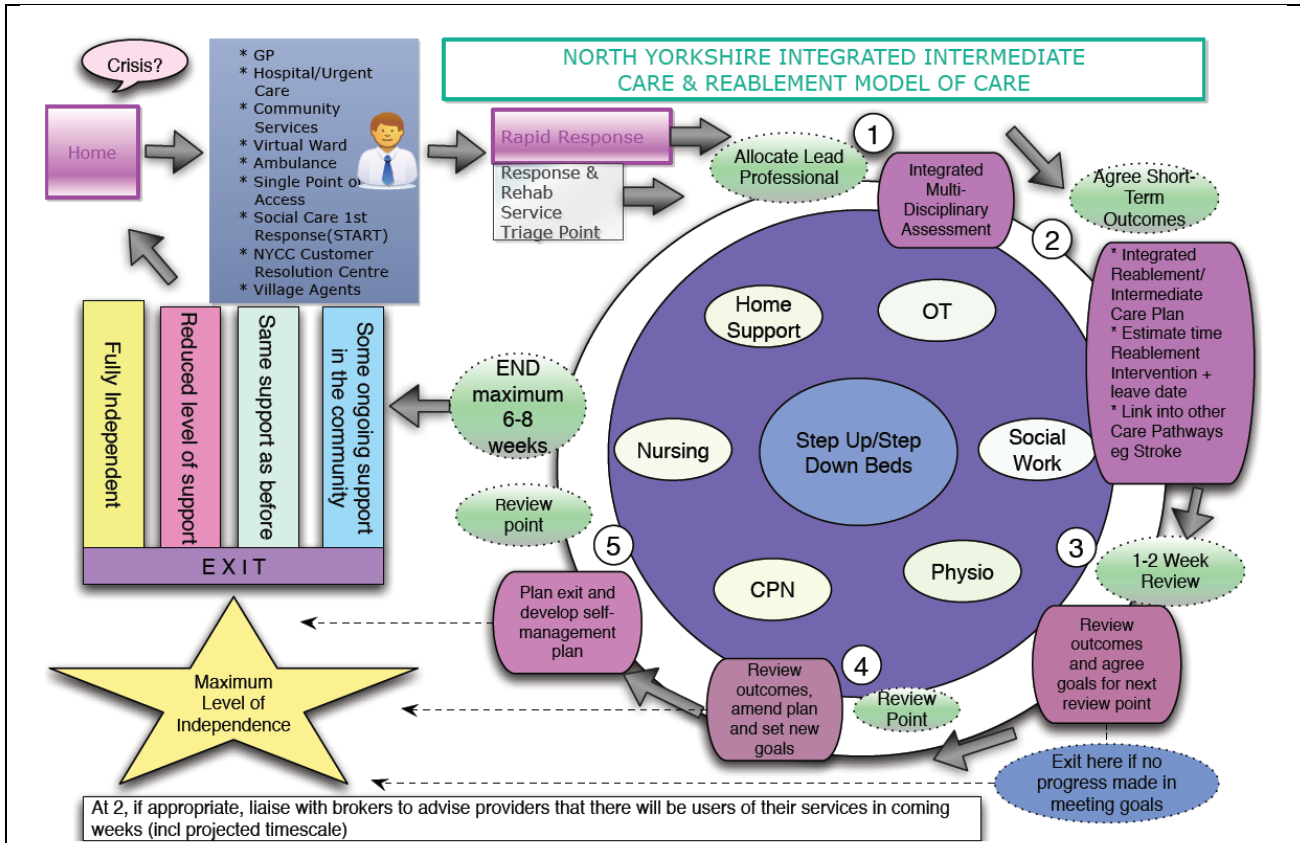 Crisis?
Home
* GP
* Hospital/Urgent
Care
* Community
Services
* Virtual Ward
* Ambulance
* Single Point o
Access
* Social Care 1st
Response(START)
* NYCC Customer
Resolution Centre
* Village Agents
NORTH YORKSHIRE INTEGRATED INTERMEDIATE
CARE & REABLEMENT MODEL OF CARE
Rapid Response
Response &
Rehab
Service
Triage Point
Allocate Lead
Professional
1
Integrated
Multi-
Disciplinary
Assessment
Agree Short-
Term
Outcomes
2
* Integrated
Reablement/
Intermediate
Care Plan
* Estimate time
Reablement
Intervention +
leave date
* Link into other
Care Pathways
eg Stroke
Home
Support
OT
Nursing
Step Up/Step
Down Beds
Social
Work
CPN
Physio
3
1-2 Week
Review
Review
outcomes
and agree
goals for next
review point
Exit here if no
progress made in
meeting goals
4
Review
Point
Review
outcomes,
amend plan
and set new
goals
5
Plan exit and
develop self-
management
plan
Review
point
END
maximum
6-8
weeks
Fully Independent
Reduced level of support
Same support as before
Some ongoing support
in the community
EXIT
Maximum
Level of
Independence
At 2, if appropriate, liaise with brokers to advise providers that there will be users of their services in coming
weeks (incl projected timescale)